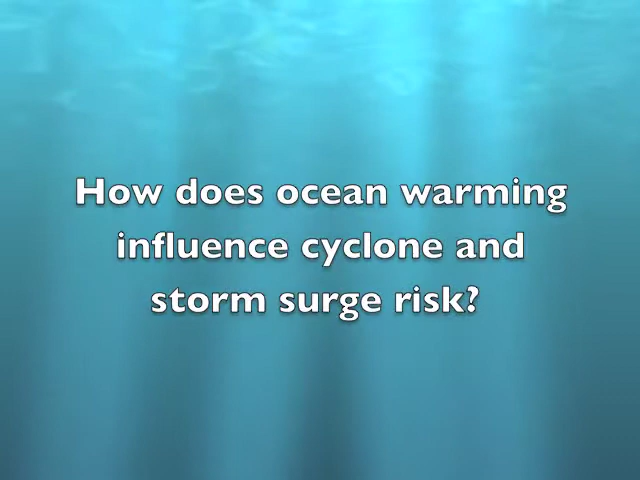 How does ocean warming
influence cyclone and
storm surge risk?